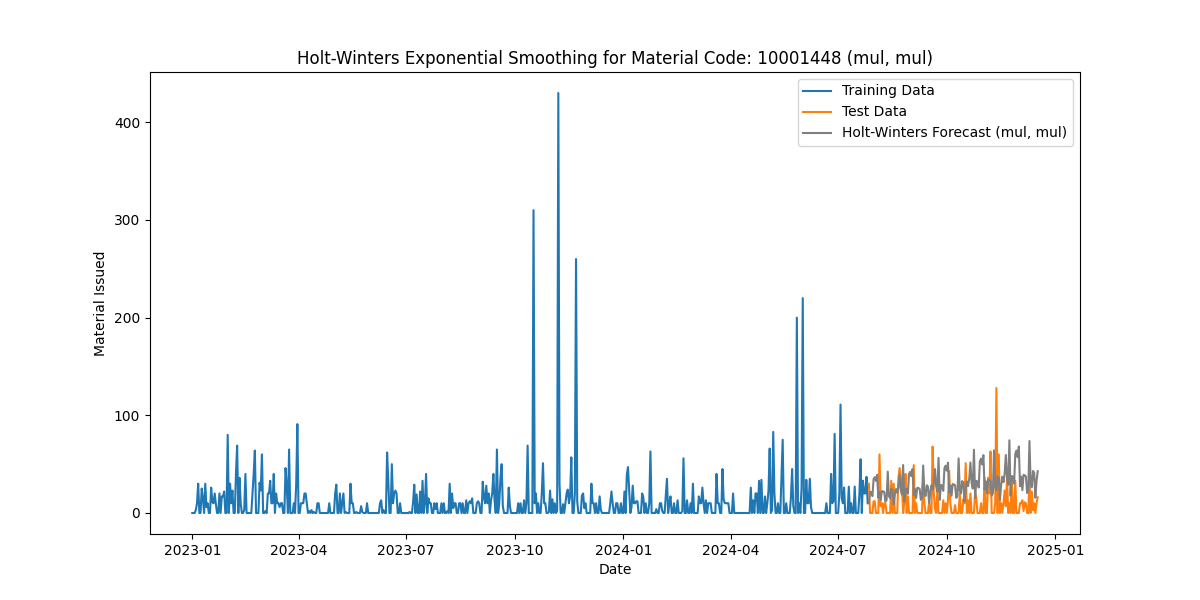 Holt-Winters Exponential Smoothing for Material Code: 10001448 (mul, mul)
Training Data
Test Data
Holt-Winters Forecast (mul, mul)
Material Issued
400
300
200
100
0
2023-01
2023-04
2023-07
2023-10
2024-01
2024-04
2024-07
2024-10
2025-01
Date